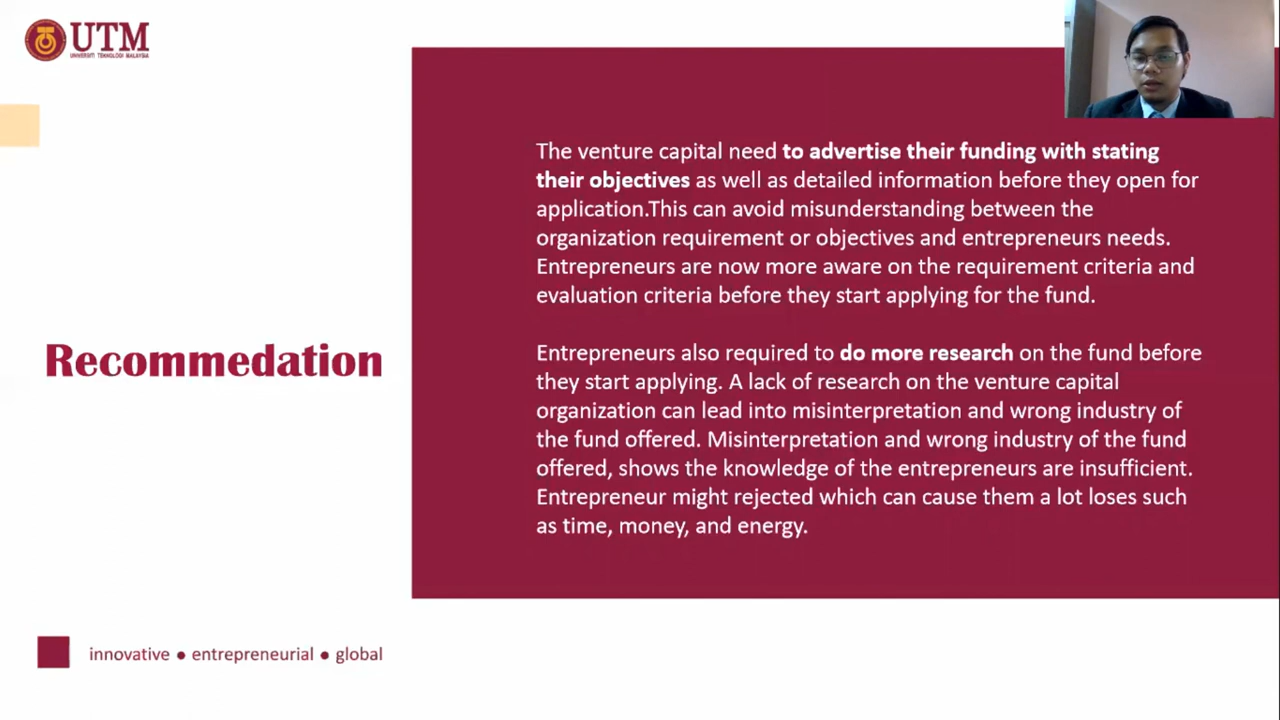 UTM
UNIVERSITI TEKNOLOGI MALAYSIA
The venture capital need to advertise their funding with stating
their objectives as well as detailed information before they open for
application.This can avoid misunderstanding between the
organization requirement or objectives and entrepreneurs needs.
Entrepreneurs are now more aware on the requirement criteria and
evaluation criteria before they start applying for the fund.
Recommedation
Entrepreneurs also required to do more research on the fund before
they start applying. A lack of research on the venture capital
organization can lead into misinterpretation and wrong industry of
the fund offered. Misinterpretation and wrong industry of the fund
offered, shows the knowledge of the entrepreneurs are insufficient.
Entrepreneur might rejected which can cause them a lot loses such
as time, money, and energy.
innovative ● entrepreneurial ● global